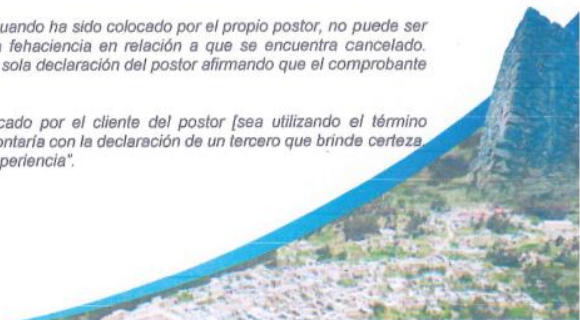 uando ha sido colocado por el propio postor, no puede ser
fehaciencia en relación a que se encuentra cancelado.
sola declaración del postor afirmando que el comprobante
cado por el cliente del postor [sea utilizando el término
ontaría con la declaración de un tercero que brinde certeza,
periencia".